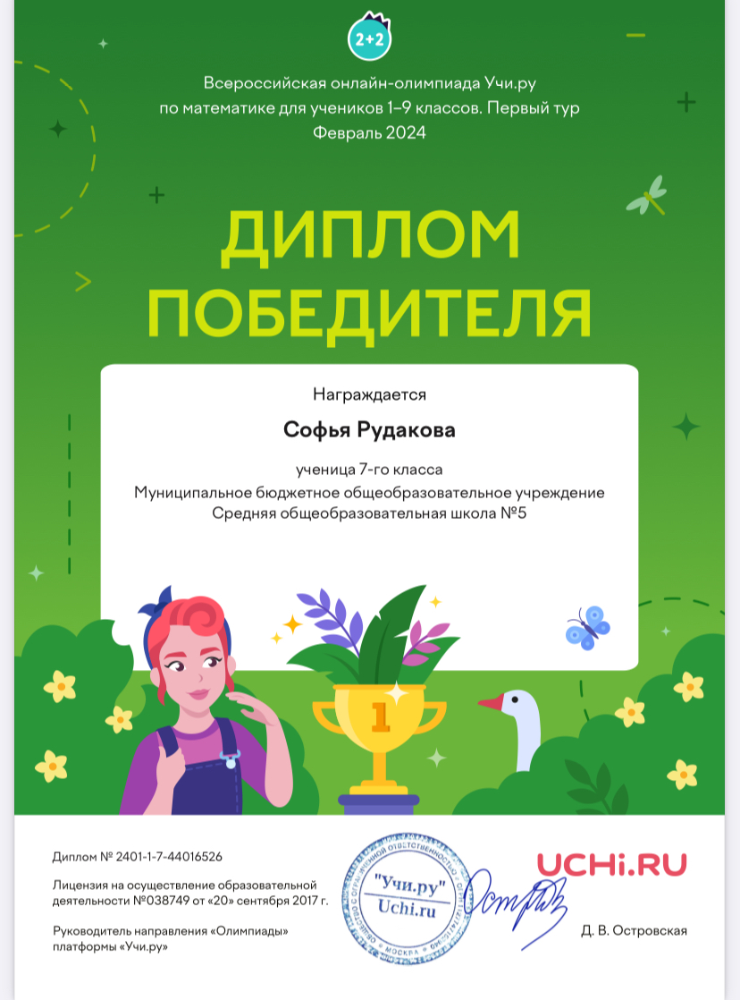 2+2
Всероссийская онлайн-олимпиада Учи.ру
по математике для учеников 1–9 классов. Первый тур
Февраль 2024
ДИПЛОМ
ПОБЕДИТЕЛЯ
Награждается
Софья Рудакова
ученица 7-го класса
Муниципальное бюджетное общеобразовательное учреждение
Средняя общеобразовательная школа №5
1
Диплом № 2401-1-7-44016526
Лицензия на осуществление образовательной
деятельности №038749 от «20» сентября 2017 г.
Руководитель направления «Олимпиады»
платформы «Учи.ру»
ОБЩЕСТВО С ОГРАНИЧЕННОЙ ОТВЕТСТВЕННОСТЬЮ
"Учи.ру"
Uchi.ru
МОСКВА
UCHi.RU
Д. В. Островская